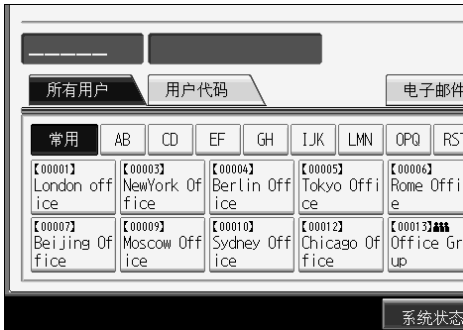 _____
所有用户 用户代码 电子邮件
常用 AB CD EF GH IJK LMN OPQ RST
【00001】 【00003】 【00004】 【00005】 【00006】
London off NewYork Of Berlin Off Tokyo Offi Rome Offi
ice fice ice ce e
【00007】 【00009】 【00010】 【00012】 【00013】
Beijing Of Moscow Off Sydney Off Chicago Of Office Gr
fice ice ice fice up
系统状态